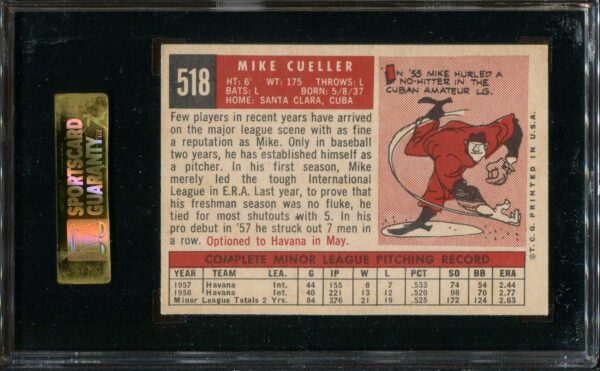 518
MIKE CUELLER
HT: 6' WT: 175 THROWS: L
BATS: L BORN: 5/8/37
HOME: SANTA CLARA, CUBA
Few players in recent years have arrived
on the major league scene with as fine
a reputation as Mike. Only in baseball
two years, he has established himself as
a pitcher. In his first season, Mike
merely led the tough International
League in E.R.A. Last year, to prove that
his freshman season was no fluke, he
tied for most shutouts with 5. In his
pro debut in '57 he struck out 7 men in
a row. Optioned to Havana in May.
IN '55 MIKE HURLED A
NO-HITTER IN THE
CUBAN AMATEUR LG.
©T.C.G. PRINTED IN U.S.A.
COMPLETE MINOR LEAGUE PITCHING RECORD
YEAR TEAM LEA. G IP W L PCT SO BB ERA
1957 Havana Int. 44 155 8 7 .533 74 54 2.44
1958 Havana Int. 40 221 13 12 .520 98 70 2.77
Minor League Totals 2 Yrs. 84 376 21 19 .525 172 124 2.63
SPORTSCARD
GUARANTY